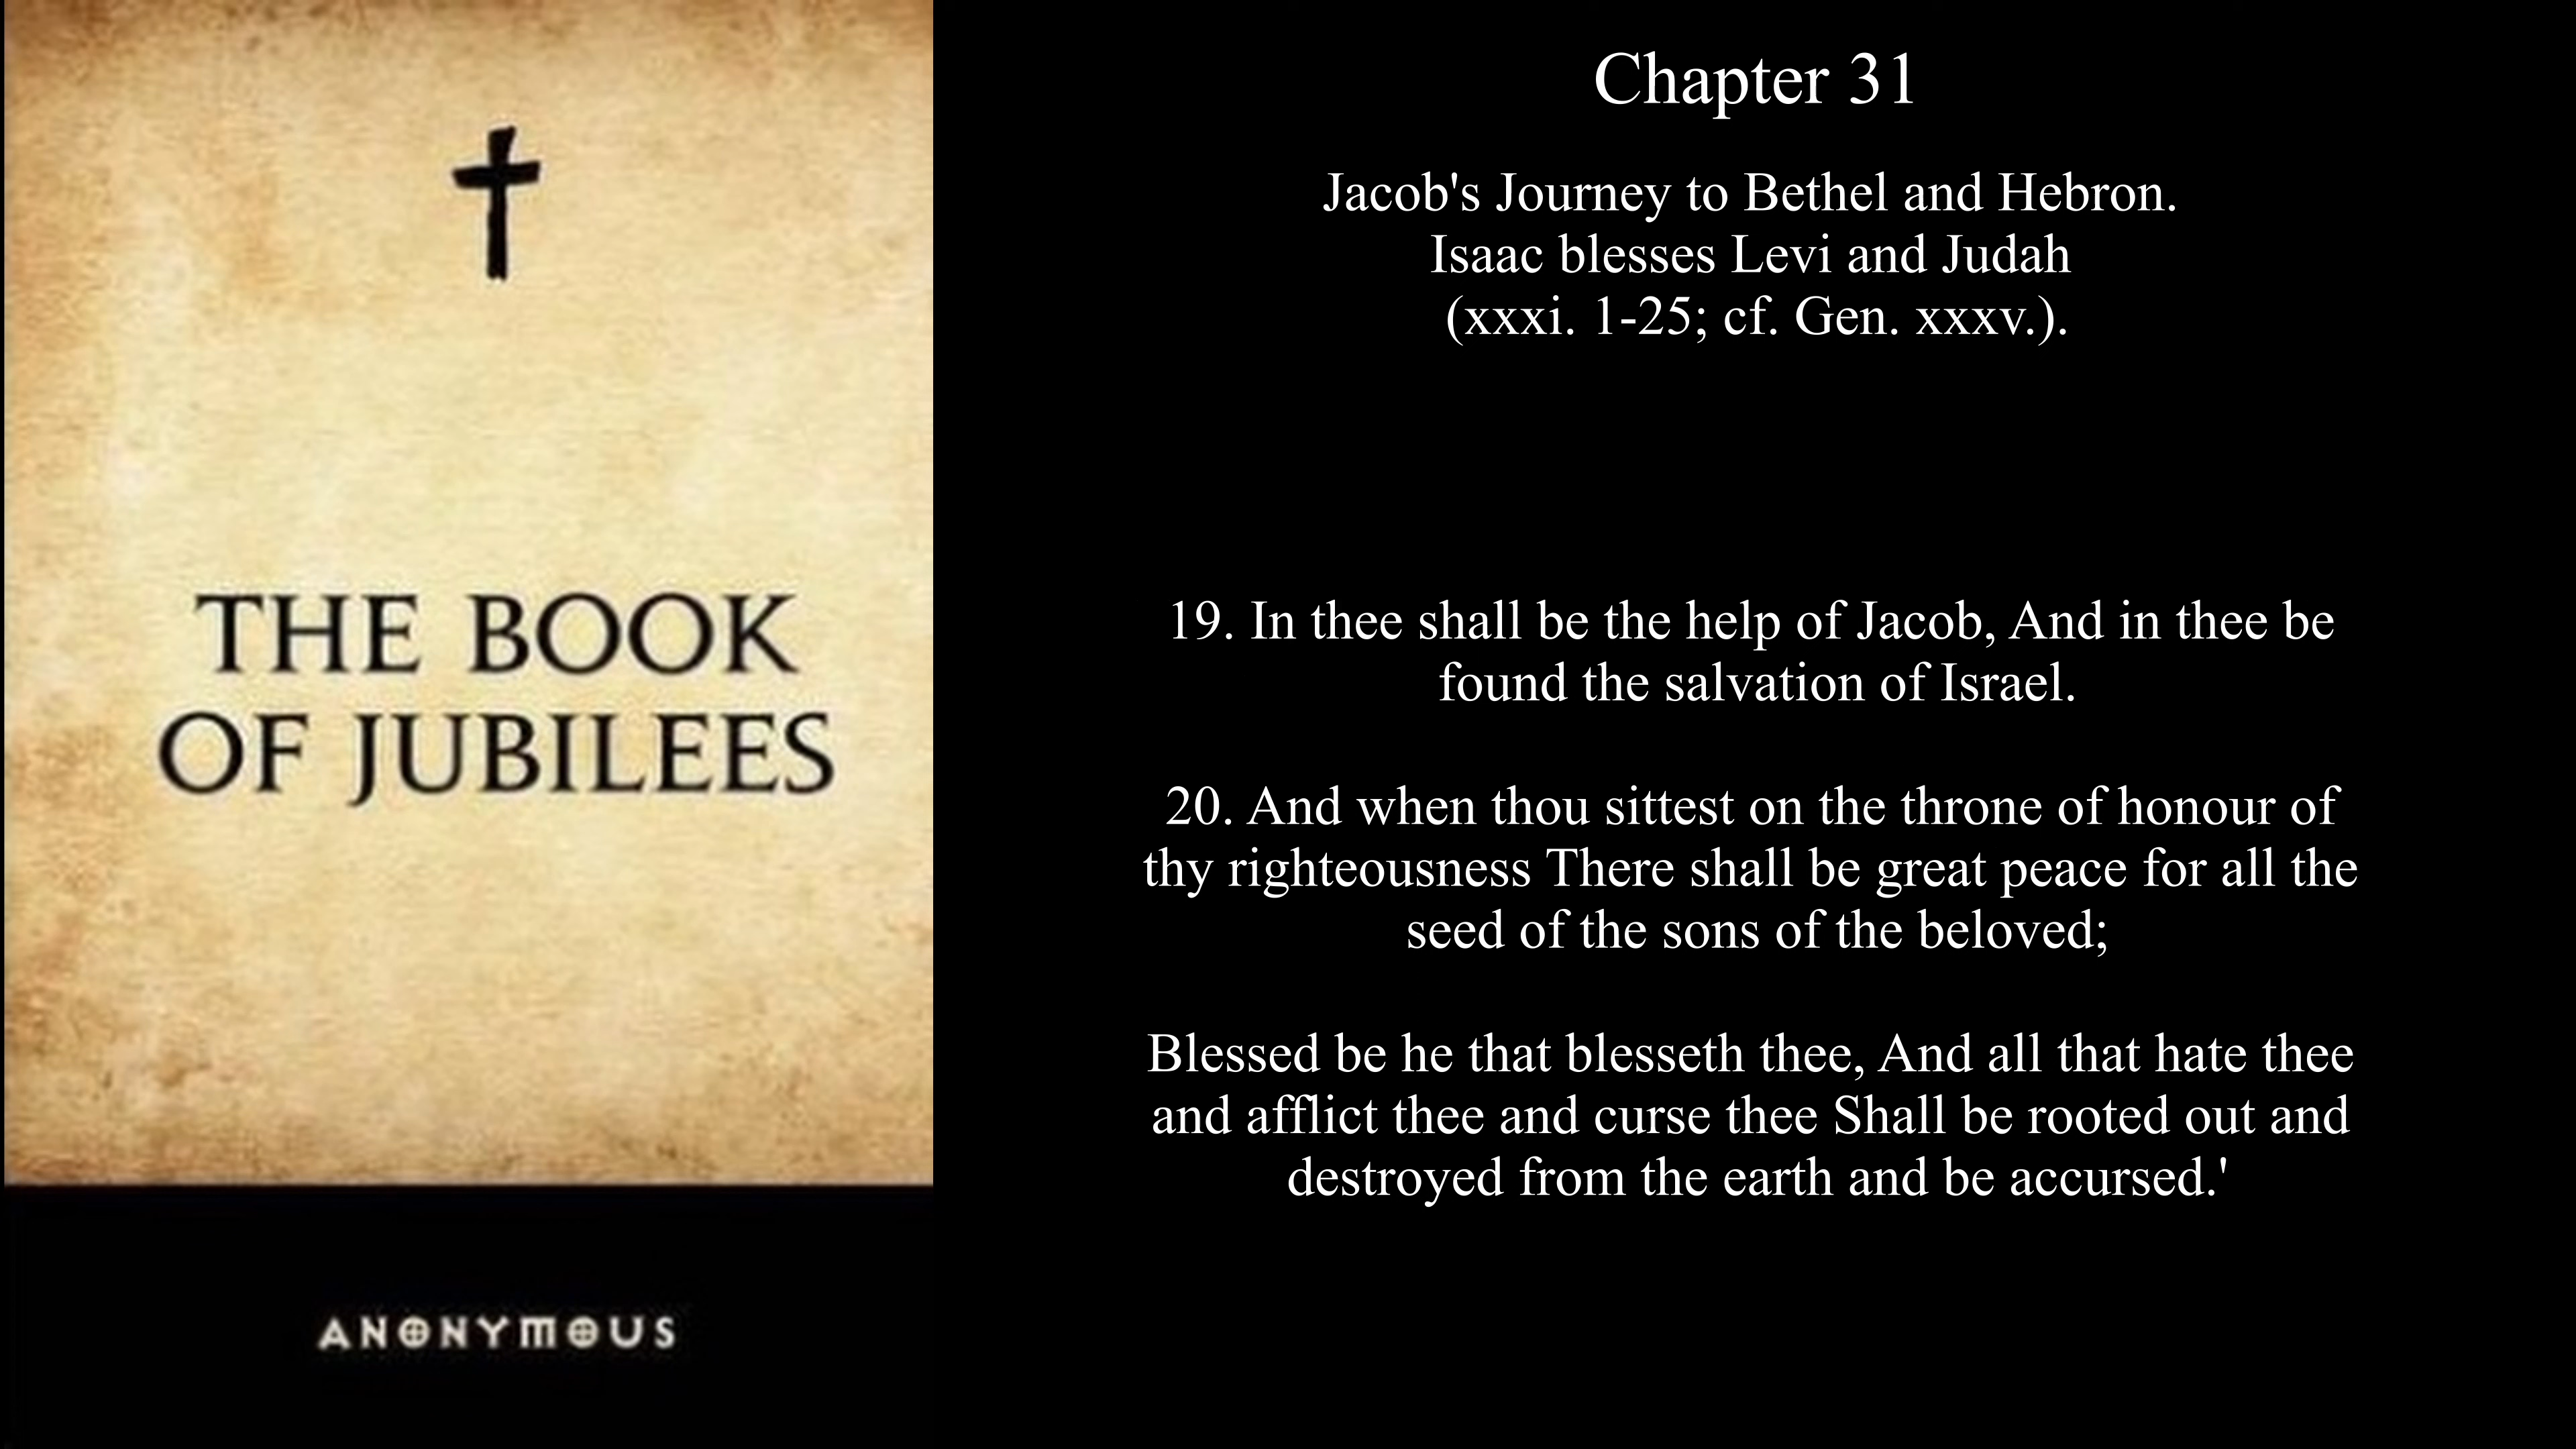 THE BOOK
OF JUBILEES
ANONYMOUS
Chapter 31
Jacob's Journey to Bethel and Hebron.
Isaac blesses Levi and Judah
(xxxi. 1-25; cf. Gen. xxxv.).
19. In thee shall be the help of Jacob, And in thee be
found the salvation of Israel.
20. And when thou sittest on the throne of honour of
thy righteousness There shall be great peace for all the
seed of the sons of the beloved;
Blessed be he that blesseth thee, And all that hate thee
and afflict thee and curse thee Shall be rooted out and
destroyed from the earth and be accursed.'